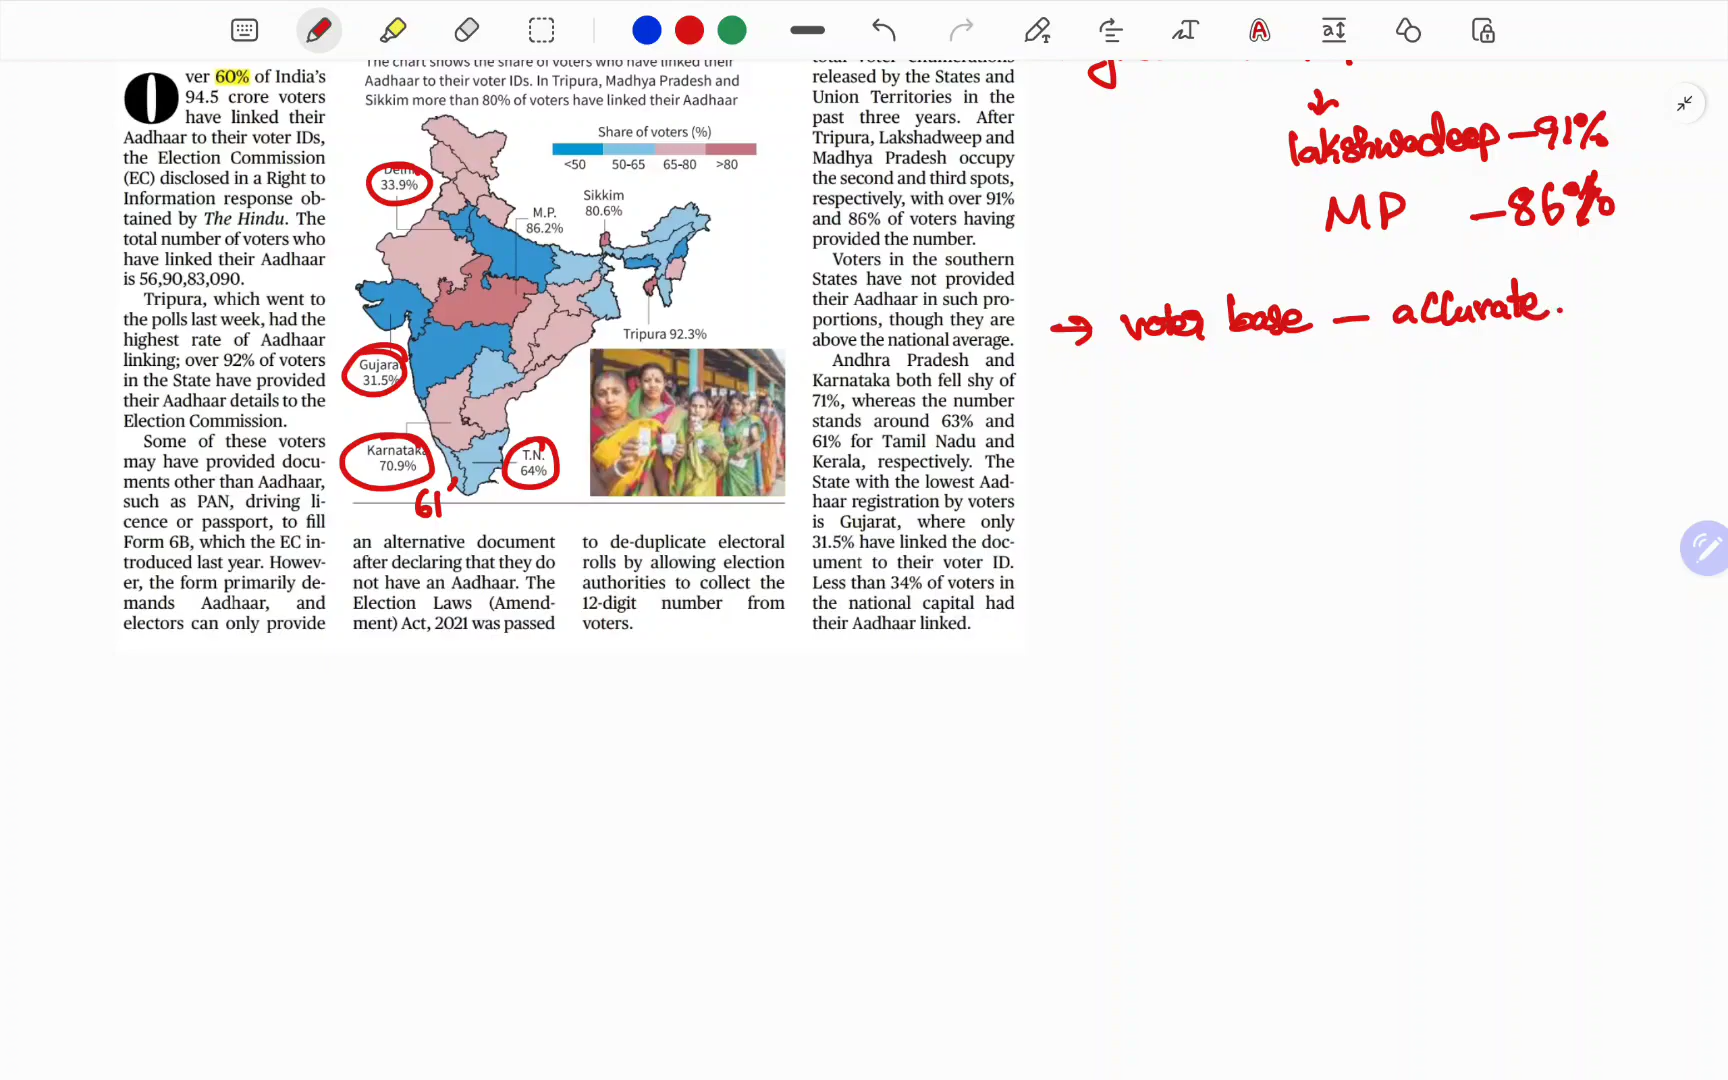 Over 60% of India's
94.5 crore voters
have linked their
Aadhaar to their voter IDs,
the Election Commission
(EC) disclosed in a Right to
Information response ob-
tained by The Hindu. The
total number of voters who
have linked their Aadhaar
is 56,90,83,090.
Tripura, which went to
the polls last week, had the
highest rate of Aadhaar
linking; over 92% of voters
in the State have provided
their Aadhaar details to the
Election Commission.
Some of these voters
may have provided docu-
ments other than Aadhaar,
such as PAN, driving li-
cence or passport, to fill
Form 6B, which the EC in-
troduced last year. Howev-
er, the form primarily de-
mands Aadhaar, and
electors can only provide
The chart shows the share of voters who have linked their
Aadhaar to their voter IDs. In Tripura, Madhya Pradesh and
Sikkim more than 80% of voters have linked their Aadhaar
Share of voters (%)
<50 50-65 65-80 >80
Delhi
33.9%
Sikkim
80.6%
M.P.
86.2%
Tripura 92.3%
Gujarat
31.5%
Karnataka
70.9%
T.N.
64%
61
an alternative document
after declaring that they do
not have an Aadhaar. The
Election Laws (Amend-
ment) Act, 2021 was passed
to de-duplicate electoral
rolls by allowing election
authorities to collect the
12-digit number from
voters.
total voter enumerations
released by the States and
Union Territories in the
past three years. After
Tripura, Lakshadweep and
Madhya Pradesh occupy
the second and third spots,
respectively, with over 91%
and 86% of voters having
provided the number.
Voters in the southern
States have not provided
their Aadhaar in such pro-
portions, though they are
above the national average.
Andhra Pradesh and
Karnataka both fell shy of
71%, whereas the number
stands around 63% and
61% for Tamil Nadu and
Kerala, respectively. The
State with the lowest Aad-
haar registration by voters
is Gujarat, where only
31.5% have linked the doc-
ument to their voter ID.
Less than 34% of voters in
the national capital had
their Aadhaar linked.
lakshwadeep - 91%
MP - 86%
→ voter base - accurate.